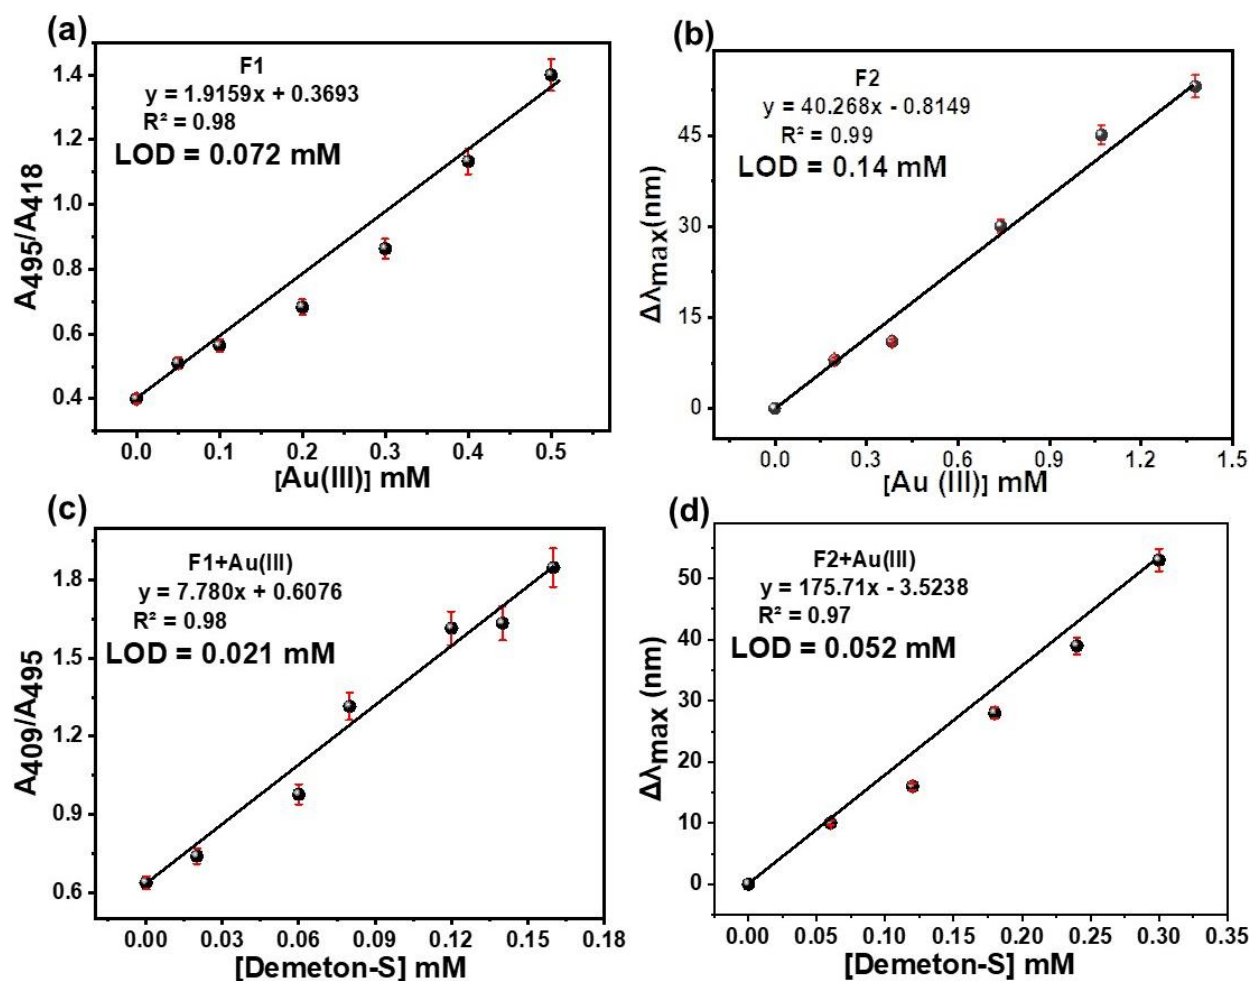 (a)
F1
y = 1.9159x + 0.3693
R² = 0.98
LOD = 0.072 mM
1.4
1.2
1.0
0.8
0.6
0.4
A495/A418
0.0 0.1 0.2 0.3 0.4 0.5
[Au(III)] mM
(b)
F2
y = 40.268x - 0.8149
R² = 0.99
LOD = 0.14 mM
45
30
15
0
Δλmax(nm)
0.0 0.3 0.6 0.9 1.2 1.5
[Au (III)] mM
(c)
F1+Au(III)
y = 7.780x + 0.6076
R² = 0.98
LOD = 0.021 mM
1.8
1.5
1.2
0.9
0.6
A409/A495
0.00 0.03 0.06 0.09 0.12 0.15 0.18
[Demeton-S] mM
(d)
F2+Au(III)
y = 175.71x - 3.5238
R² = 0.97
LOD = 0.052 mM
50
40
30
20
10
0
Δλmax (nm)
0.00 0.05 0.10 0.15 0.20 0.25 0.30 0.35
[Demeton-S] mM